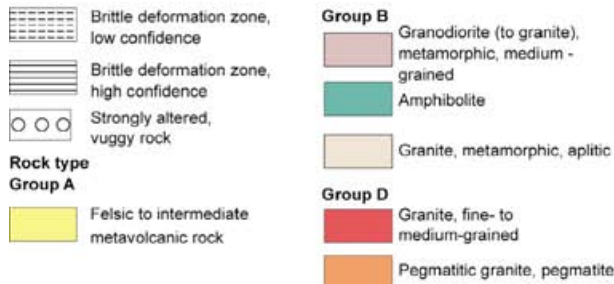 Brittle deformation zone,
low confidence
Brittle deformation zone,
high confidence
Strongly altered,
vuggy rock
Rock type
Group A
Felsic to intermediate
metavolcanic rock
Group B
Granodiorite (to granite),
metamorphic, medium -
grained
Amphibolite
Granite, metamorphic, aplitic
Group D
Granite, fine- to
medium-grained
Pegmatitic granite, pegmatite